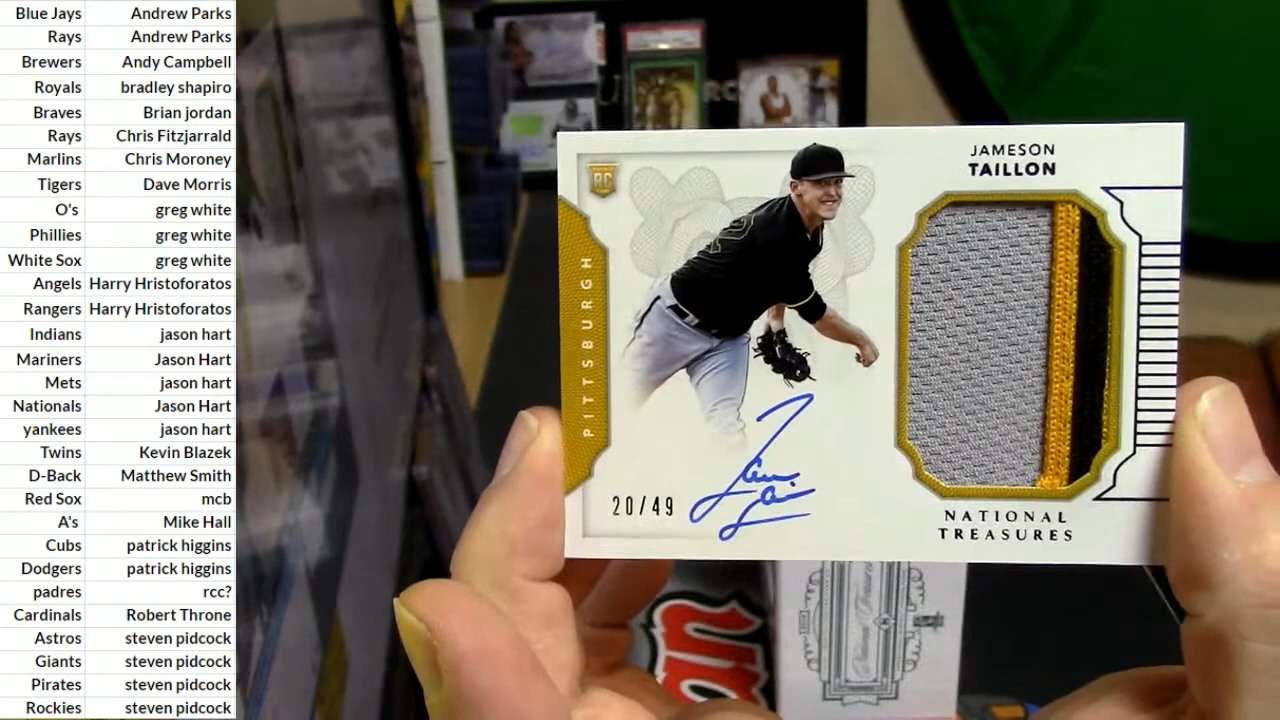 Blue Jays Andrew Parks
Rays Andrew Parks
Brewers Andy Campbell
Royals bradley shapiro
Braves Brian jordan
Rays Chris Fitzjarrald
Marlins Chris Moroney
Tigers Dave Morris
O's greg white
Phillies greg white
White Sox greg white
Angels Harry Hristoforatos
Rangers Harry Hristoforatos
Indians jason hart
Mariners Jason Hart
Mets jason hart
Nationals Jason Hart
yankees jason hart
Twins Kevin Blazek
D-Back Matthew Smith
Red Sox mcb
A's Mike Hall
Cubs patrick higgins
Dodgers patrick higgins
padres rcc?
Cardinals Robert Throne
Astros steven pidcock
Giants steven pidcock
Pirates steven pidcock
Rockies steven pidcock
RC
PITTSBURGH
20/49
JAMESON
TAILLON
NATIONAL
TREASURES